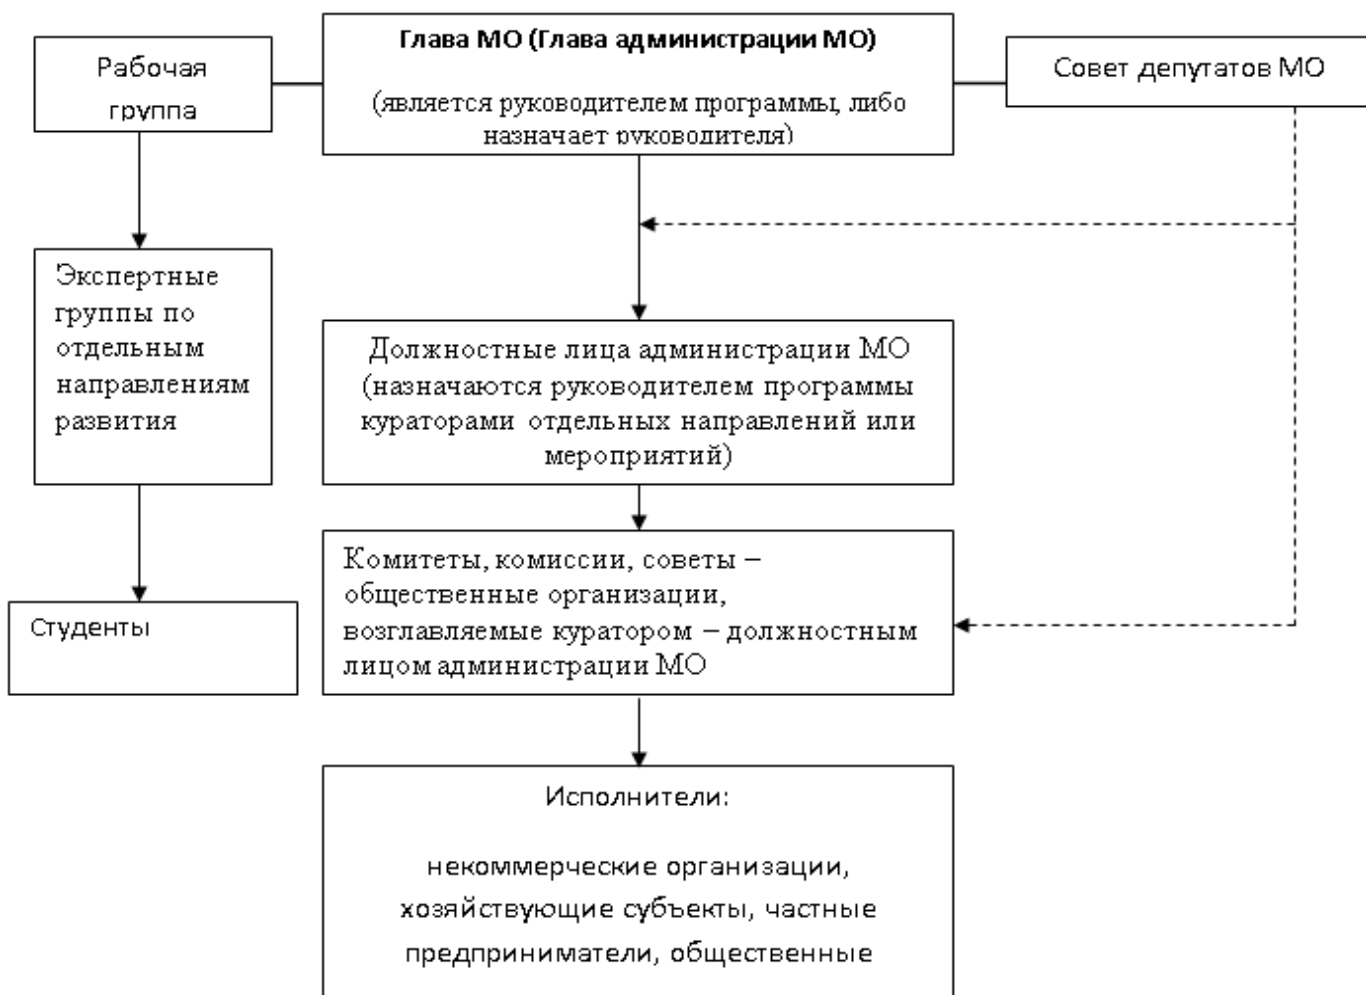 Рабочая
группа
Глава МО (Глава администрации МО)
(является руководителем программы, либо
назначает руководителя)
Совет депутатов МО
Экспертные
группы по
отдельным
направлениям
развития
Должностные лица администрации МО
(назначаются руководителем программы
кураторами отдельных направлений или
мероприятий)
Студенты
Комитеты, комиссии, советы –
общественные организации,
возглавляемые куратором – должностным
лицом администрации МО
Исполнители:
некоммерческие организации,
хозяйствующие субъекты, частные
предприниматели, общественные